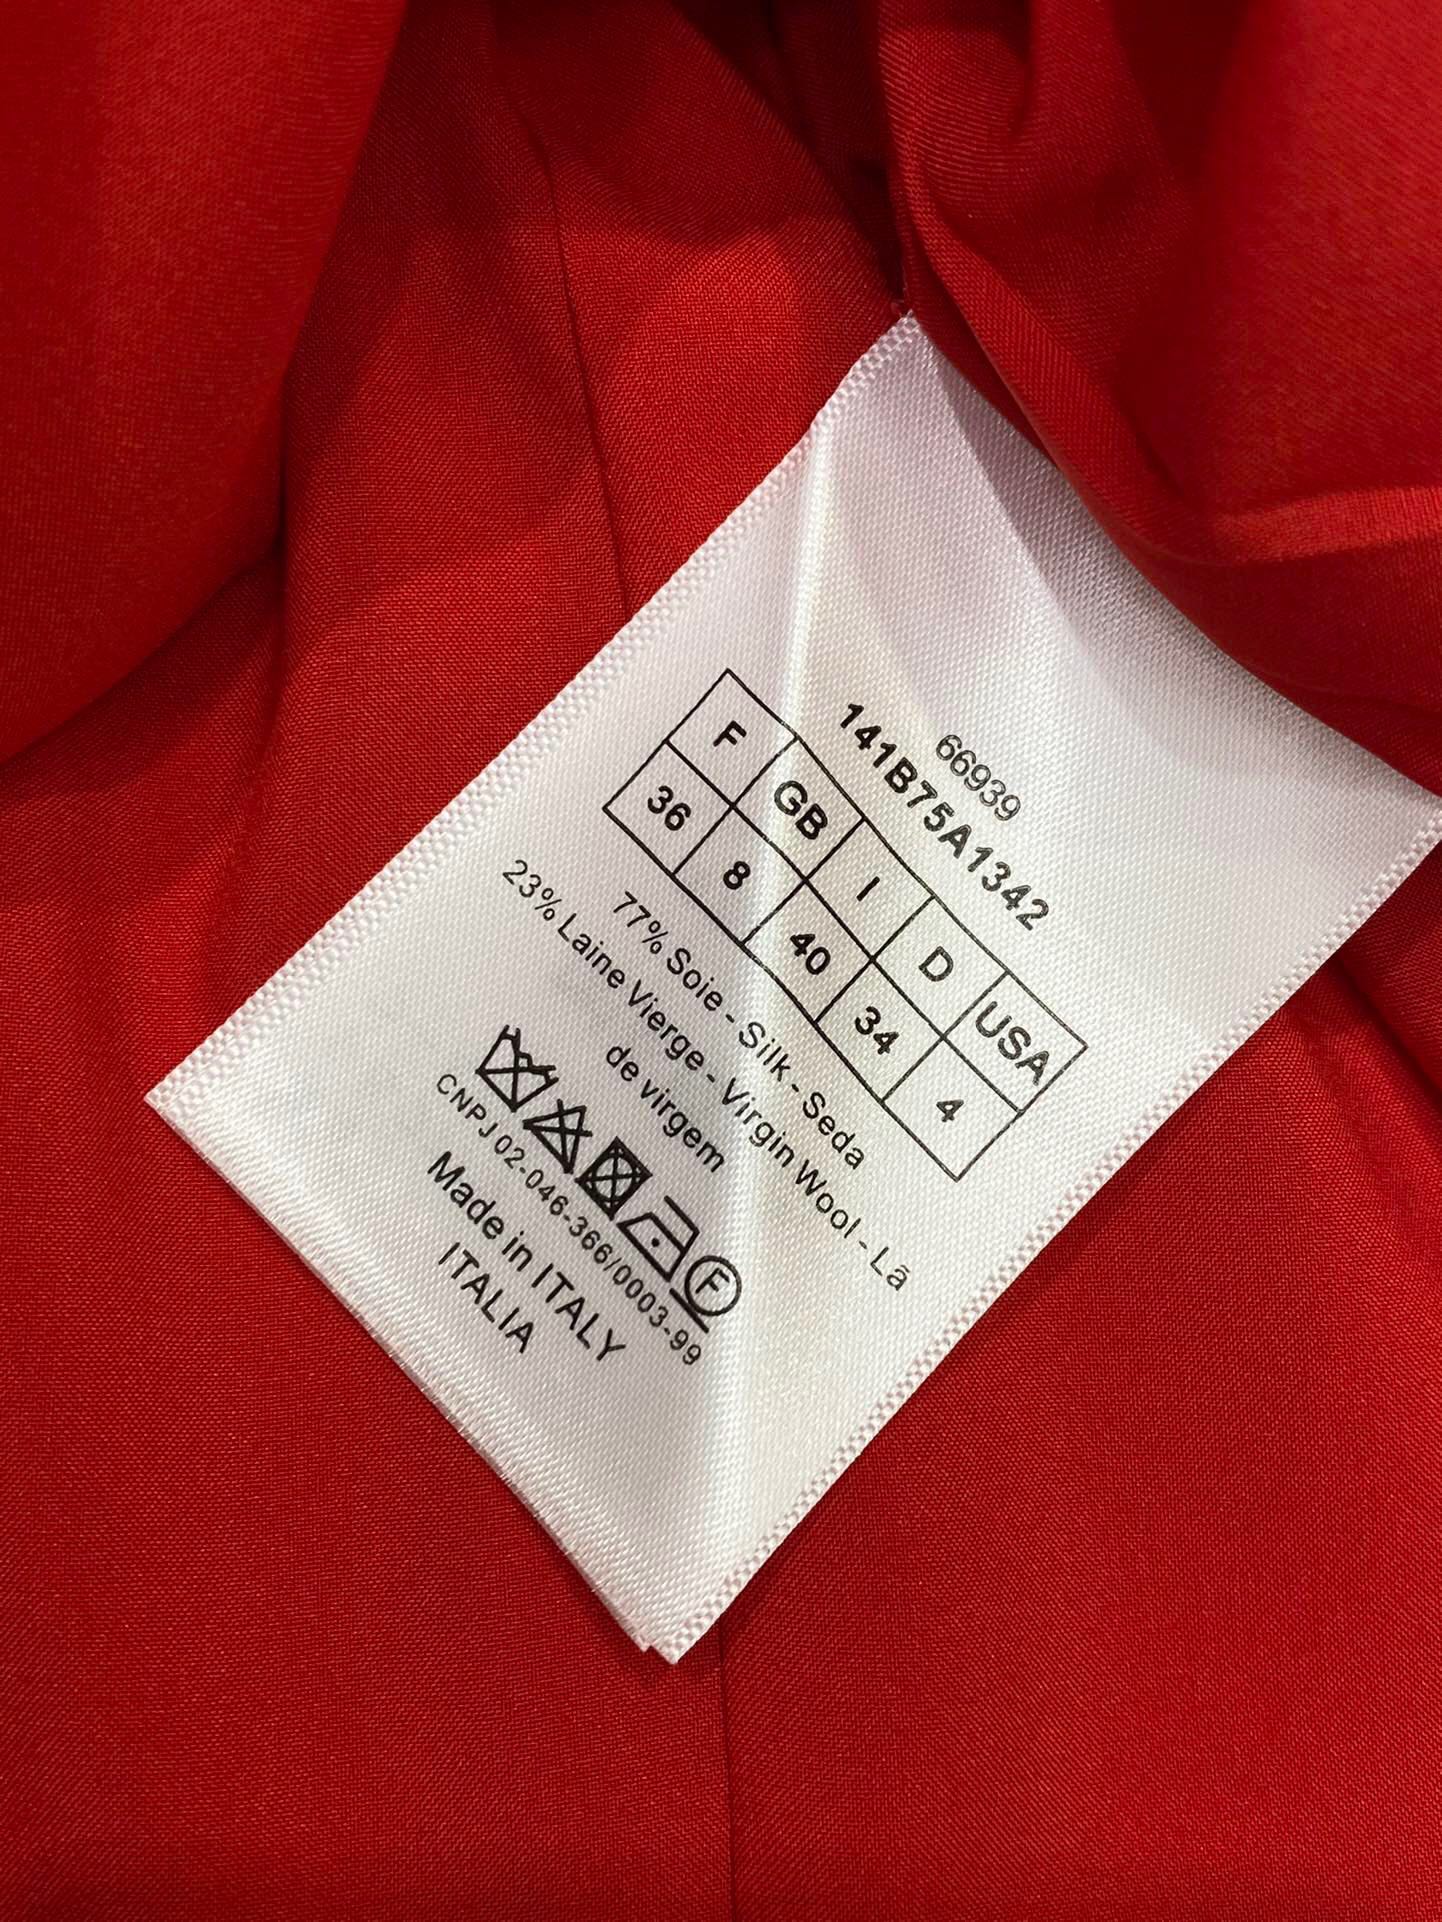 66939
141B75A1342
F GB I D USA
36 8 40 34 4
77% Soie - Silk - Seda
23% Laine Vierge - Virgin Wool - Lã
de virgem
F
CNPJ 02-046-366/0003-99
Made in ITALY
ITALIA